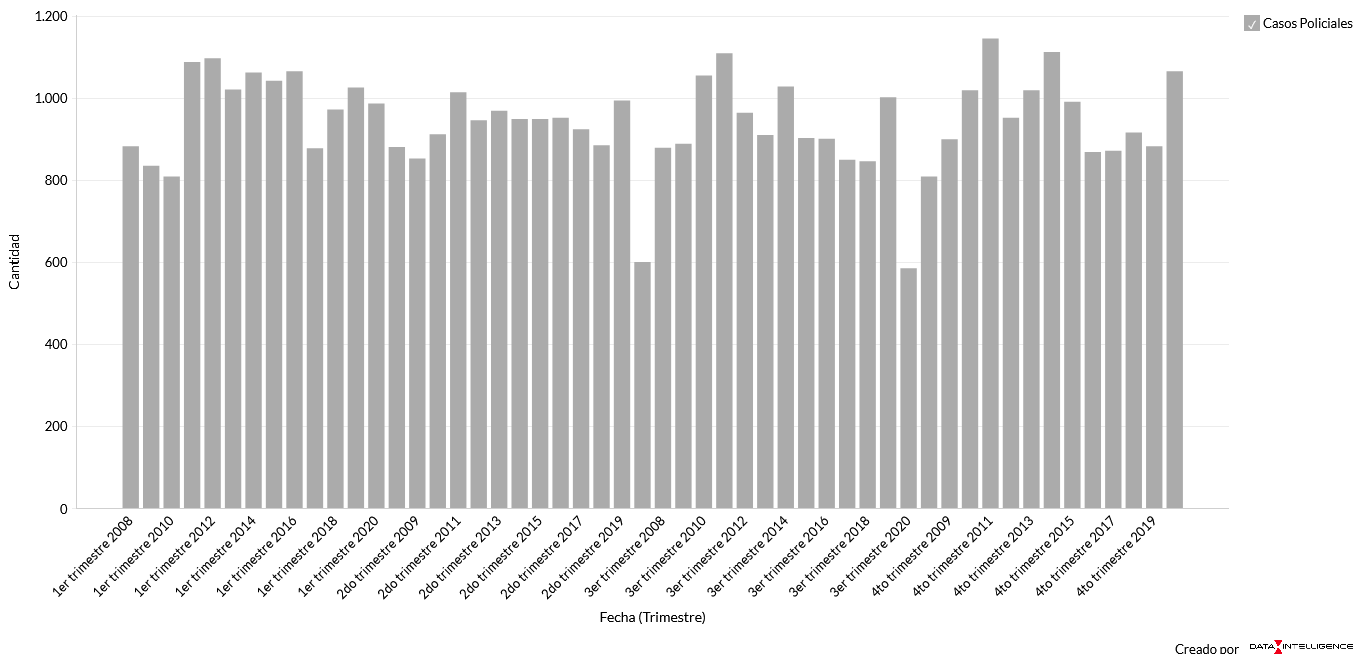 1.200
1.000
800
600
400
200
0
Cantidad
Casos Policiales
1er trimestre 2008
1er trimestre 2010
1er trimestre 2012
1er trimestre 2014
1er trimestre 2016
1er trimestre 2018
1er trimestre 2020
2do trimestre 2009
2do trimestre 2011
2do trimestre 2013
2do trimestre 2015
2do trimestre 2017
2do trimestre 2019
3er trimestre 2008
3er trimestre 2010
3er trimestre 2012
3er trimestre 2014
3er trimestre 2016
3er trimestre 2018
3er trimestre 2020
4to trimestre 2009
4to trimestre 2011
4to trimestre 2013
4to trimestre 2015
4to trimestre 2017
4to trimestre 2019
Fecha (Trimestre)
Creado por DATA INTELLIGENCE